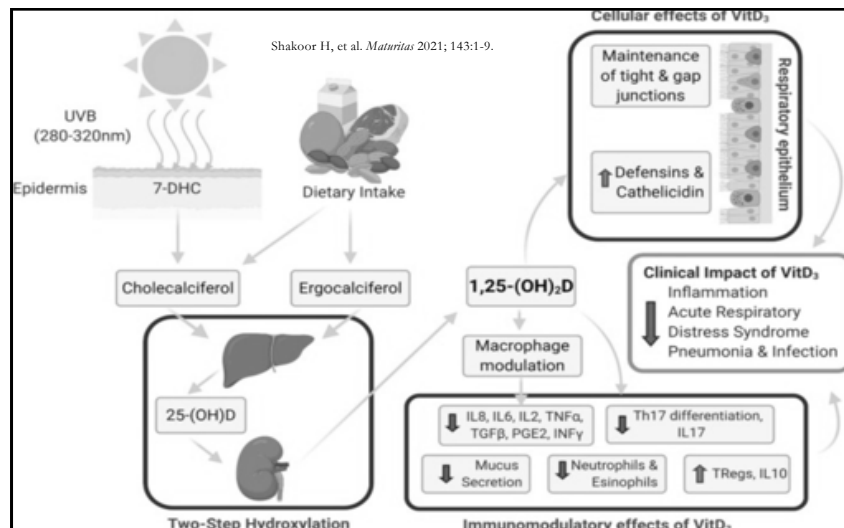 Cellular effects of VitD₃
Shakoor H, et al. Maturitas 2021; 143:1-9.
Maintenance
of tight & gap
junctions
Respiratory epithelium
UVB
(280-320nm)
Defensins &
Cathelicidin
Epidermis
7-DHC
Dietary Intake
Cholecalciferol
Ergocalciferol
1,25-(OH)₂D
Clinical Impact of VitD₃
Inflammation
Acute Respiratory
Distress Syndrome
Pneumonia & Infection
Macrophage
modulation
25-(OH)D
IL8, IL6, IL2, TNFα,
TGFβ, PGE2, INFγ
Th17 differentiation,
IL17
Mucus
Secretion
Neutrophils &
Esinophils
TRegs, IL10
Two-Step Hydroxylation
Immunomodulatory effects of VitD₃